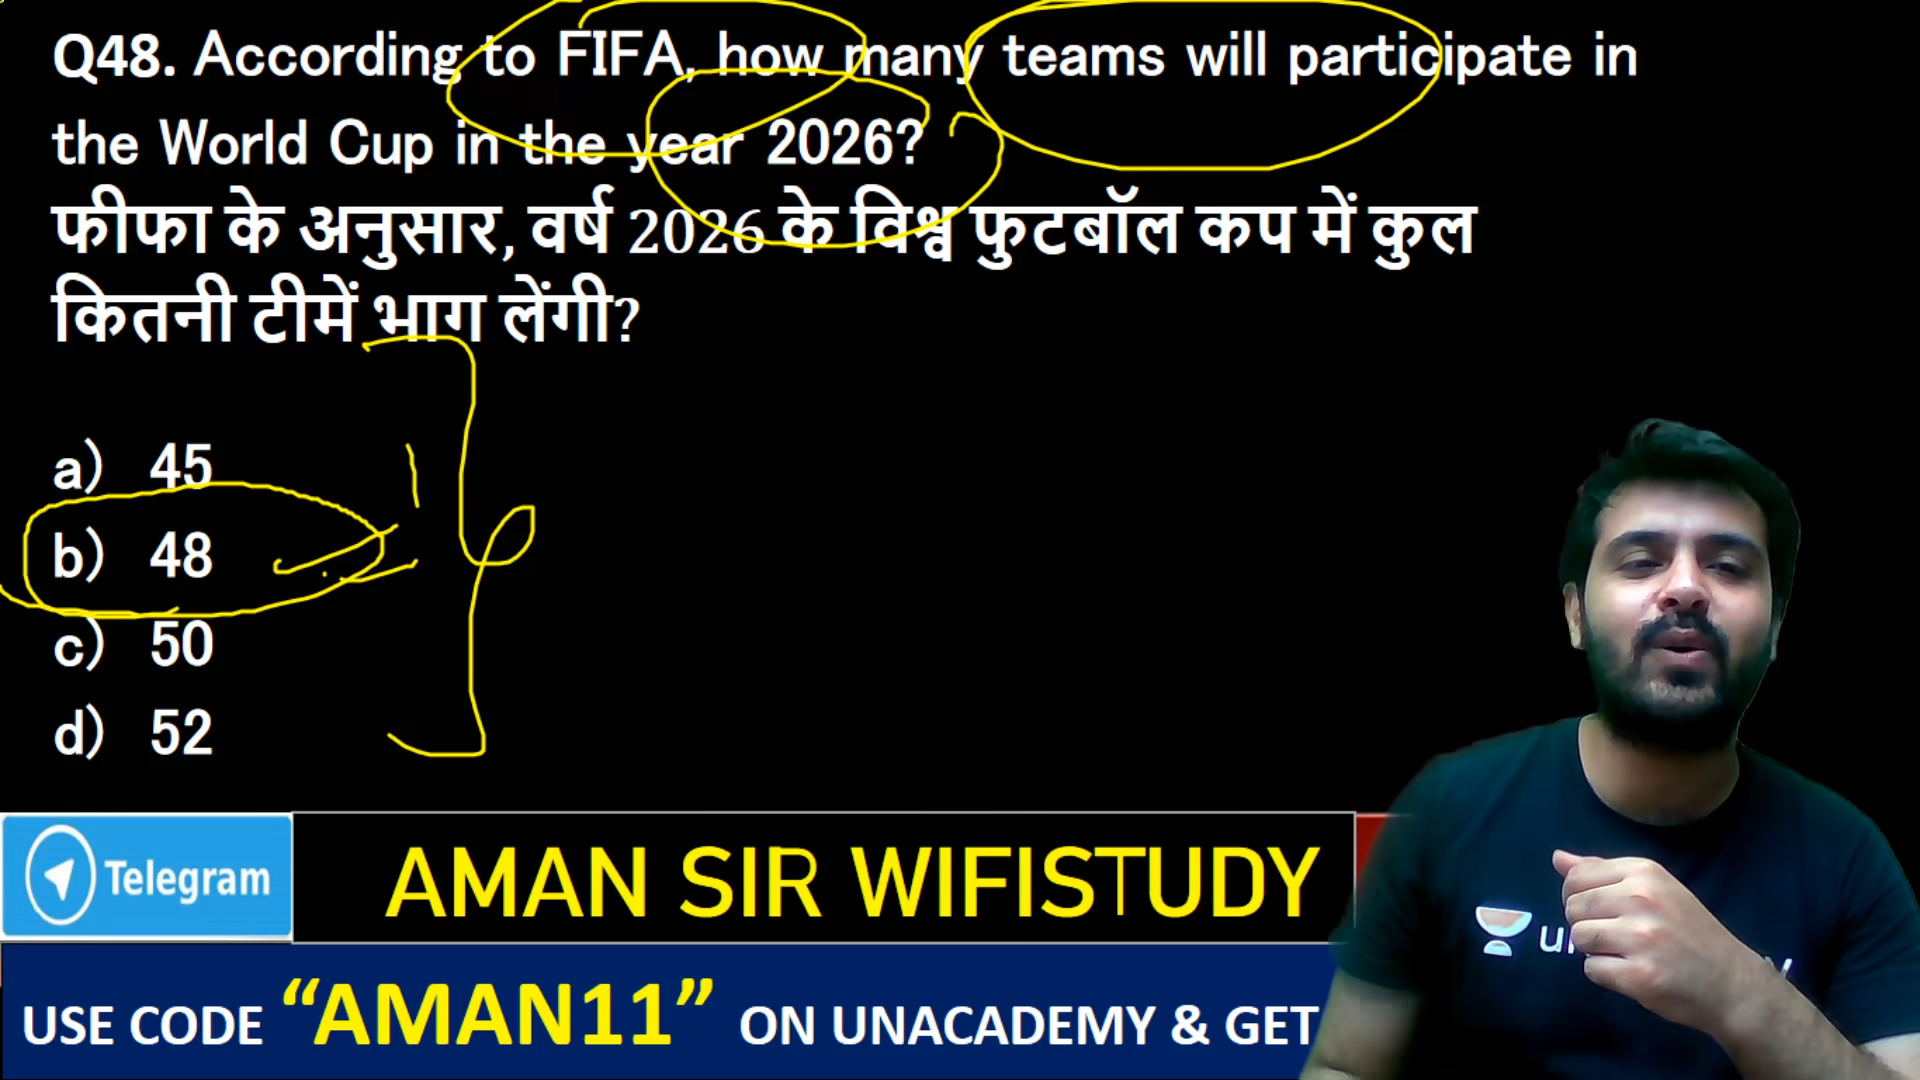 Q48. According to FIFA, how many teams will participate in
the World Cup in the year 2026?
फीफा के अनुसार, वर्ष 2026 के विश्व फुटबॉल कप में कुल
कितनी टीमें भाग लेंगी?
a) 45
b) 48
c) 50
d) 52
Telegram
AMAN SIR WIFISTUDY
USE CODE “AMAN11” ON UNACADEMY & GET